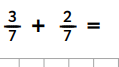 3/7 + 2/7 =